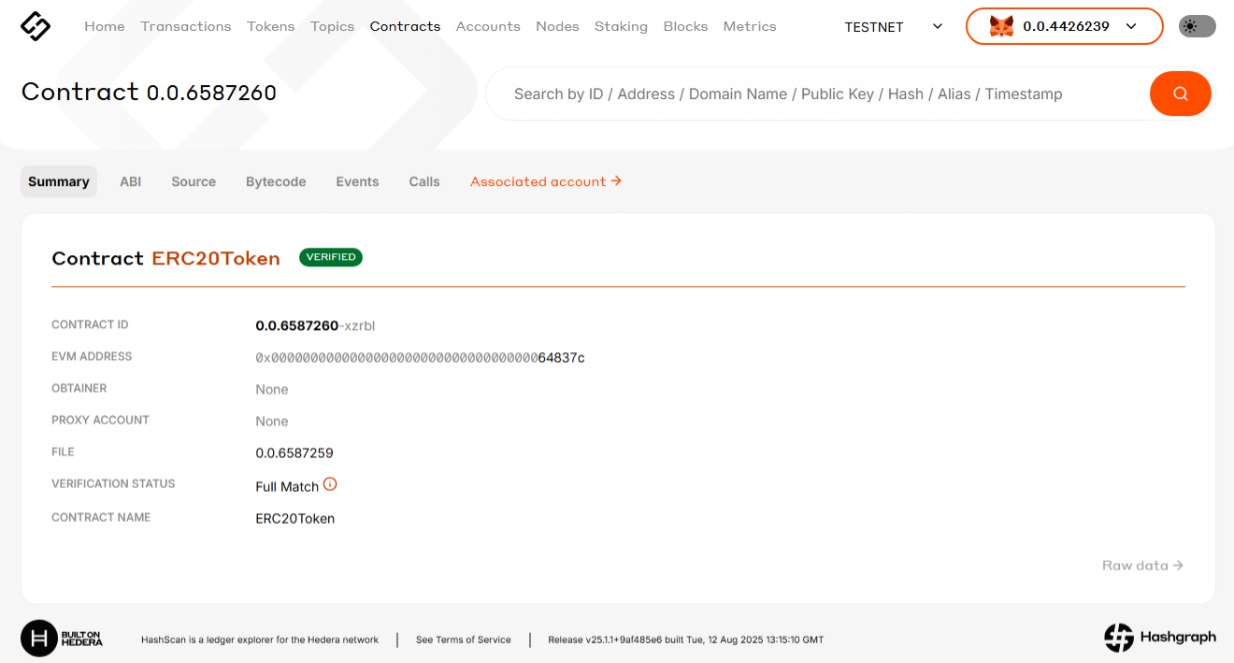 Home Transactions Tokens Topics Contracts Accounts Nodes Staking Blocks Metrics TESTNET 0.0.4426239
Contract 0.0.6587260
Search by ID / Address / Domain Name / Public Key / Hash / Alias / Timestamp
Summary ABI Source Bytecode Events Calls Associated account →
Contract ERC20Token VERIFIED
CONTRACT ID 0.0.6587260-xzrbl
EVM ADDRESS 0x000000000000000000000000000000000064837c
OBTAINER None
PROXY ACCOUNT None
FILE 0.0.6587259
VERIFICATION STATUS Full Match
CONTRACT NAME ERC20Token
Raw data →
BUILT ON
HEDERA
HashScan is a ledger explorer for the Hedera network | See Terms of Service | Release v25.1.1+9af485e6 built Tue, 12 Aug 2025 13:15:10 GMT
Hashgraph